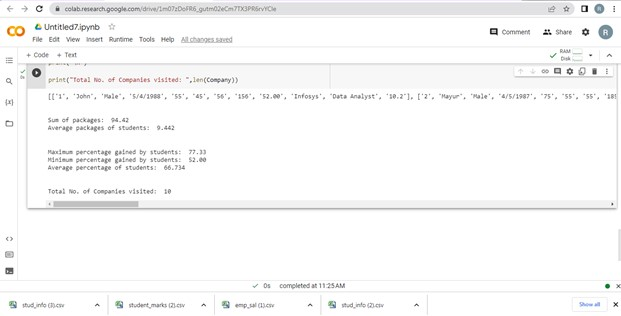 colab.research.google.com/drive/1m07zDoFR6_gutm02eCm7TX3PR6rvYCie
R
Untitled7.ipynb
Comment
Share
R
File Edit View Insert Runtime Tools Help All changes saved
+ Code + Text
RAM
Disk
0s
print("Total No. of Companies visited: ",len(Company))
{x}
[['1', 'John', 'Male', '5/4/1988', '55', '45', '56', '156', '52.00', 'Infosys', 'Data Analyst', '10.2'], ['2', 'Mayur', 'Male', '4/5/1987', '75', '55', '55', '185
Sum of packages: 94.42
Average packages of students: 9.442
Maximum percentage gained by students: 77.33
Minimum percentage gained by students: 52.00
Average percentage of students: 66.734
Total No. of Companies visited: 10
0s completed at 11:25 AM
stud_info (3).csv
student_marks (2).csv
emp_sal (1).csv
stud_info (2).csv
Show all